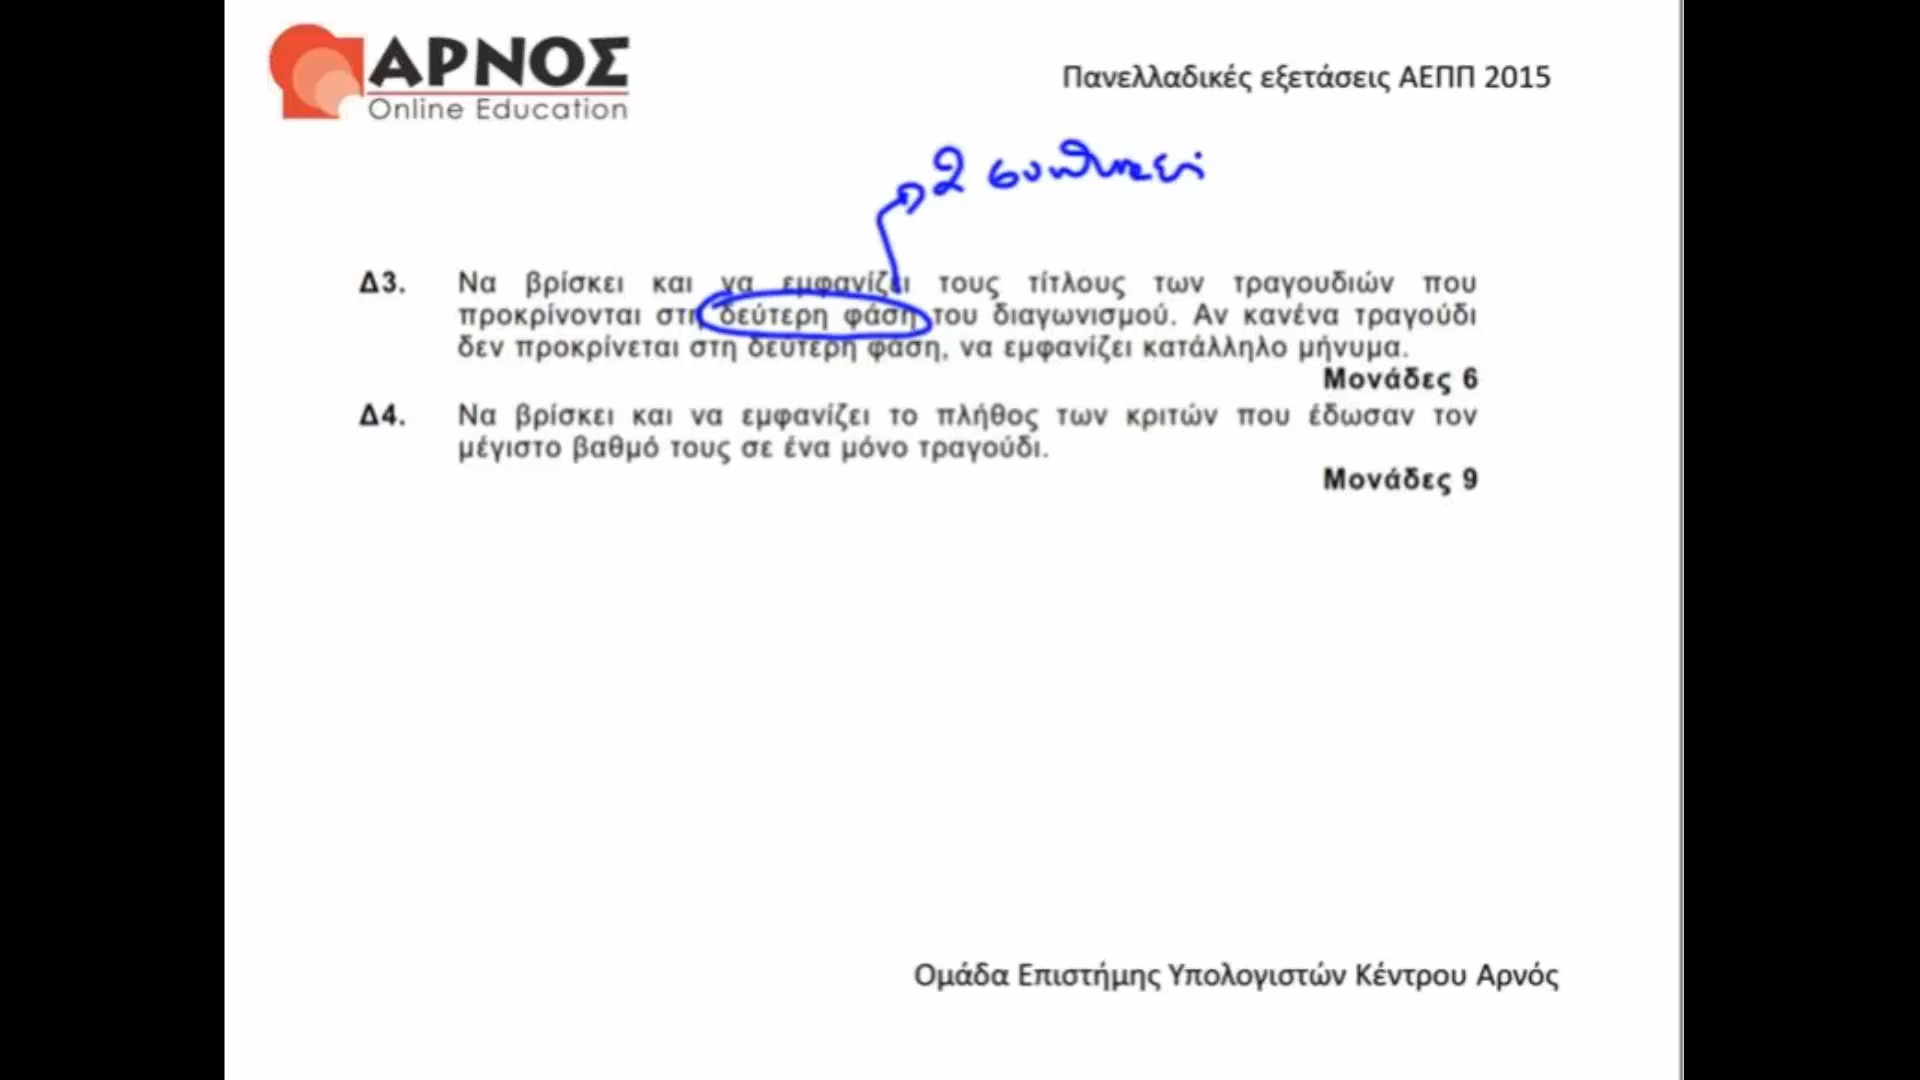 ΑΡΝΟΣ
Online Education
Πανελλαδικές εξετάσεις ΑΕΠΠ 2015
2 συνθηκες
Δ3. Να βρίσκει και να εμφανίζει τους τίτλους των τραγουδιών που
προκρίνονται στη δεύτερη φάση του διαγωνισμού. Αν κανένα τραγούδι
δεν προκρίνεται στη δεύτερη φάση, να εμφανίζει κατάλληλο μήνυμα.
Μονάδες 6
Δ4. Να βρίσκει και να εμφανίζει το πλήθος των κριτών που έδωσαν τον
μέγιστο βαθμό τους σε ένα μόνο τραγούδι.
Μονάδες 9
Ομάδα Επιστήμης Υπολογιστών Κέντρου Αρνός